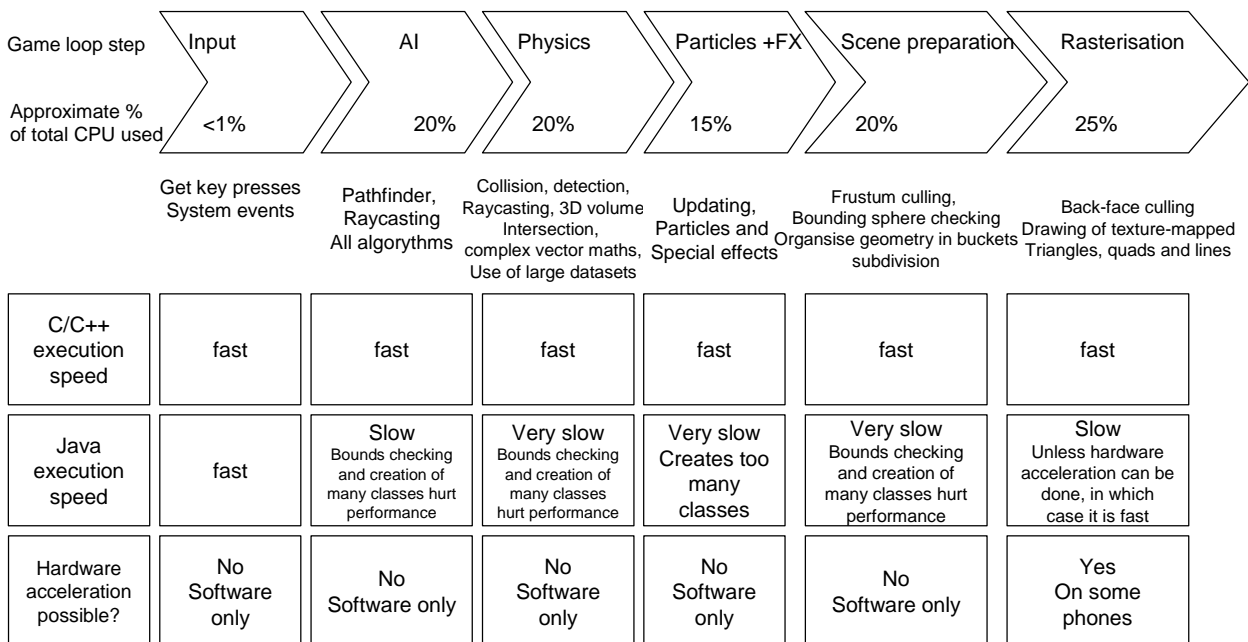 Game loop step
Input
AI
Physics
Particles +FX
Scene preparation
Rasterisation
Approximate %
of total CPU used
<1%
20%
20%
15%
20%
25%
Get key presses
System events
Pathfinder,
Raycasting
All algorythms
Collision, detection,
Raycasting, 3D volume
Intersection,
complex vector maths,
Use of large datasets
Updating,
Particles and
Special effects
Frustum culling,
Bounding sphere checking
Organise geometry in buckets
subdivision
Back-face culling
Drawing of texture-mapped
Triangles, quads and lines
C/C++
execution
speed
fast
fast
fast
fast
fast
fast
Java
execution
speed
fast
Slow
Bounds checking
and creation of
many classes hurt
performance
Very slow
Bounds checking
and creation of
many classes
hurt performance
Very slow
Creates too
many
classes
Very slow
Bounds checking
and creation of
many classes hurt
performance
Slow
Unless hardware
acceleration can be
done, in which
case it is fast
Hardware
acceleration
possible?
No
Software
only
No
Software only
No
Software
only
No
Software
only
No
Software only
Yes
On some
phones